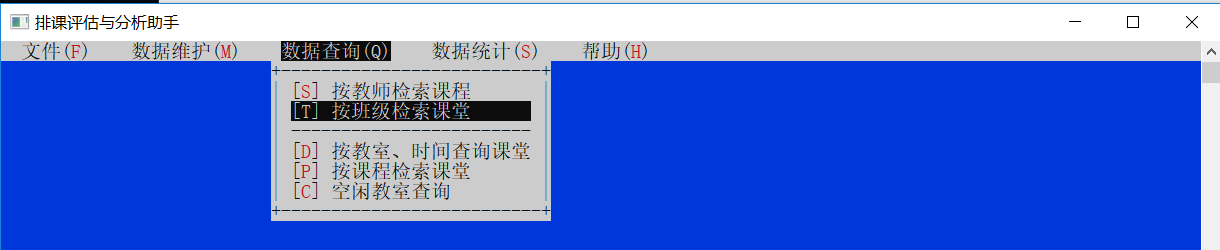 排课评估与分析助手
文件(F) 数据维护(M) 数据查询(Q) 数据统计(S) 帮助(H)
[S] 按教师检索课程
[T] 按班级检索课堂
[D] 按教室、时间查询课堂
[P] 按课程检索课堂
[C] 空闲教室查询